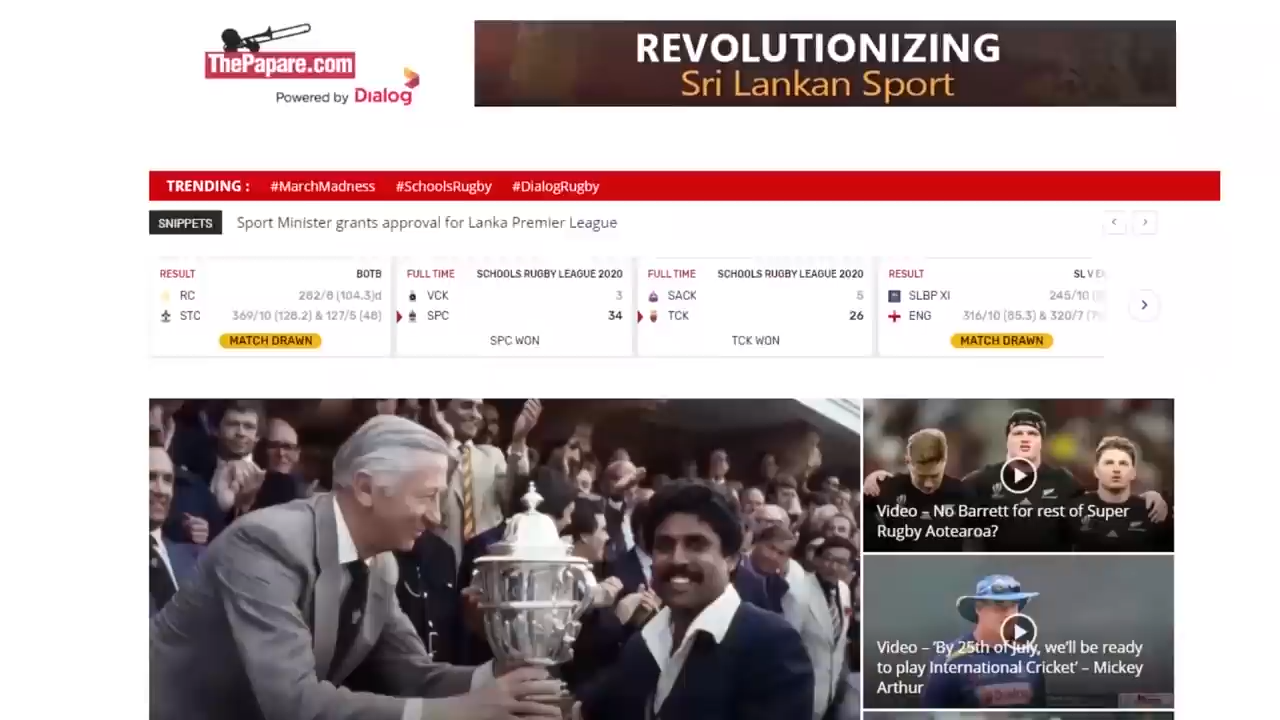 ThePapare.com
Powered by Dialog
REVOLUTIONIZING
Sri Lankan Sport
TRENDING : #MarchMadness #SchoolsRugby #DialogRugby
SNIPPETS Sport Minister grants approval for Lanka Premier League
RESULT BOTB
RC 282/8 (104.3)d
STC 369/10 (128.2) & 127/5 (48)
MATCH DRAWN
FULL TIME SCHOOLS RUGBY LEAGUE 2020
VCK 3
SPC 34
SPC WON
FULL TIME SCHOOLS RUGBY LEAGUE 2020
SACK 5
TCK 26
TCK WON
RESULT SL V
SLBP XI 245/10
ENG 316/10 (85.3) & 320/7
MATCH DRAWN
Video – No Barrett for rest of Super
Rugby Aotearoa?
Video – ‘By 25th of July, we’ll be ready
to play International Cricket’ – Mickey
Arthur
Dialog